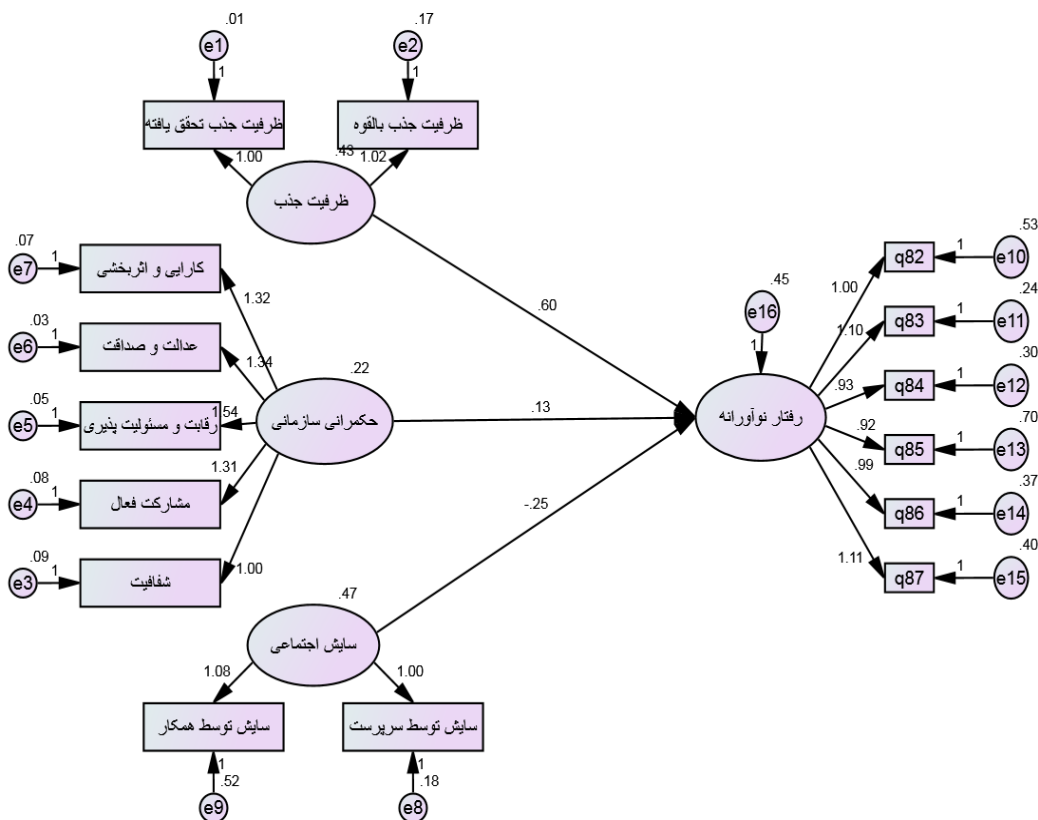 .01
.17
e1
e2
1
1
ظرفیت جذب تحقق یافته
ظرفیت جذب بالقوه
1.00
.43
1.02
ظرفیت جذب
.07
e7
1
کارایی و اثربخشی
1.32
.03
e6
1
عدالت و صداقت
1.34
.05
e5
1
رقابت و مسئولیت پذیری
1.54
.22
حکمرانی سازمانی
.08
e4
1
مشارکت فعال
1.31
.09
e3
1
شفافیت
1.00
.60
.13
-.25
.45
e16
1
رفتار نوآورانه
1.00
q82
1
e10
.53
1.10
q83
1
e11
.24
.93
q84
1
e12
.30
.92
q85
1
e13
.70
.99
q86
1
e14
.37
1.11
q87
1
e15
.40
.47
سایش اجتماعی
1.08
1.00
سایش توسط همکار
سایش توسط سرپرست
1
1
.52
.18
e9
e8